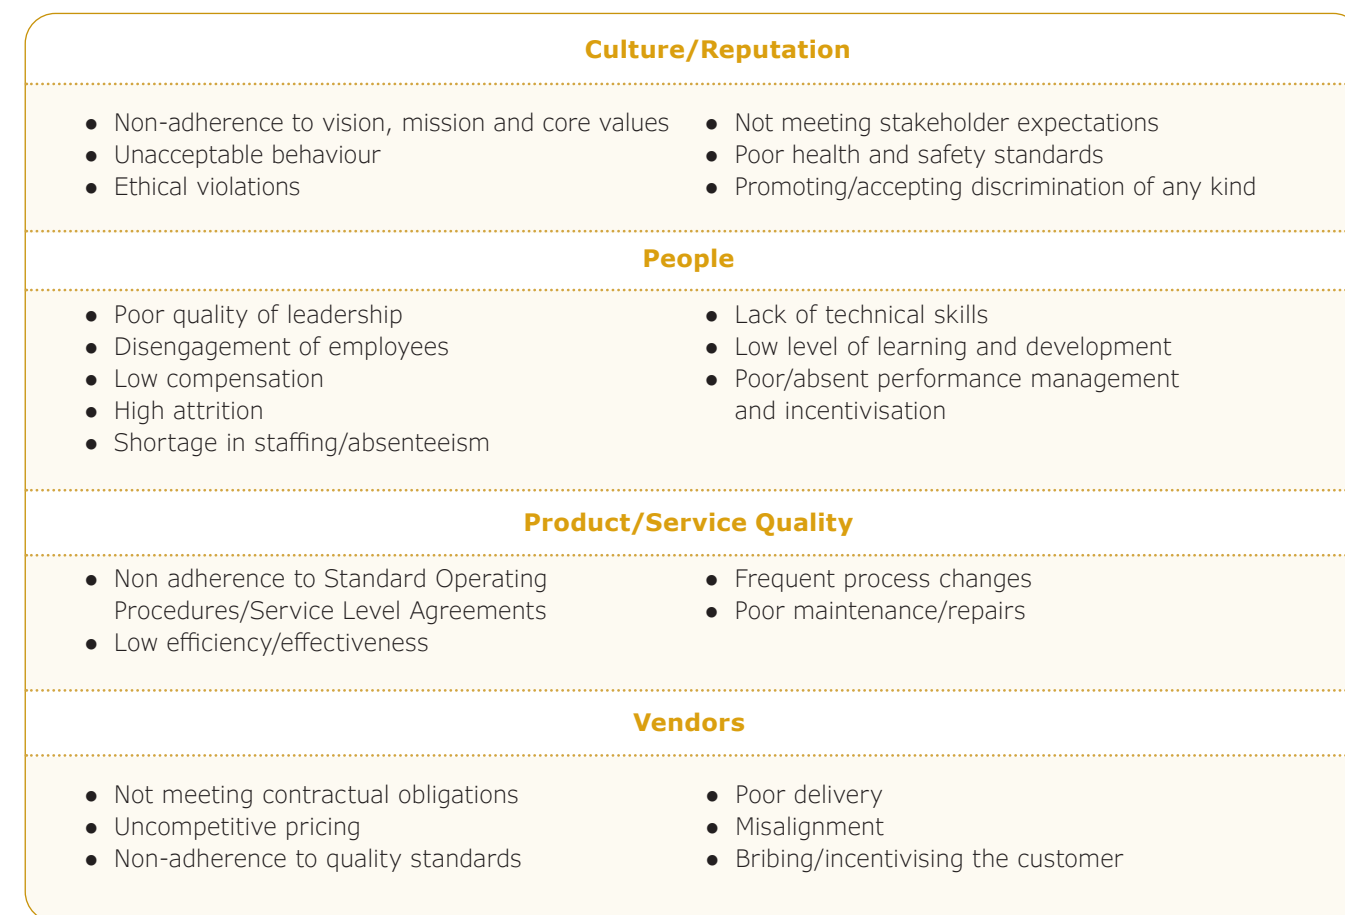 Culture/Reputation
● Non-adherence to vision, mission and core values
● Unacceptable behaviour
● Ethical violations
● Not meeting stakeholder expectations
● Poor health and safety standards
● Promoting/accepting discrimination of any kind
People
● Poor quality of leadership
● Disengagement of employees
● Low compensation
● High attrition
● Shortage in staffing/absenteeism
● Lack of technical skills
● Low level of learning and development
● Poor/absent performance management
and incentivisation
Product/Service Quality
● Non adherence to Standard Operating
Procedures/Service Level Agreements
● Low efficiency/effectiveness
● Frequent process changes
● Poor maintenance/repairs
Vendors
● Not meeting contractual obligations
● Uncompetitive pricing
● Non-adherence to quality standards
● Poor delivery
● Misalignment
● Bribing/incentivising the customer